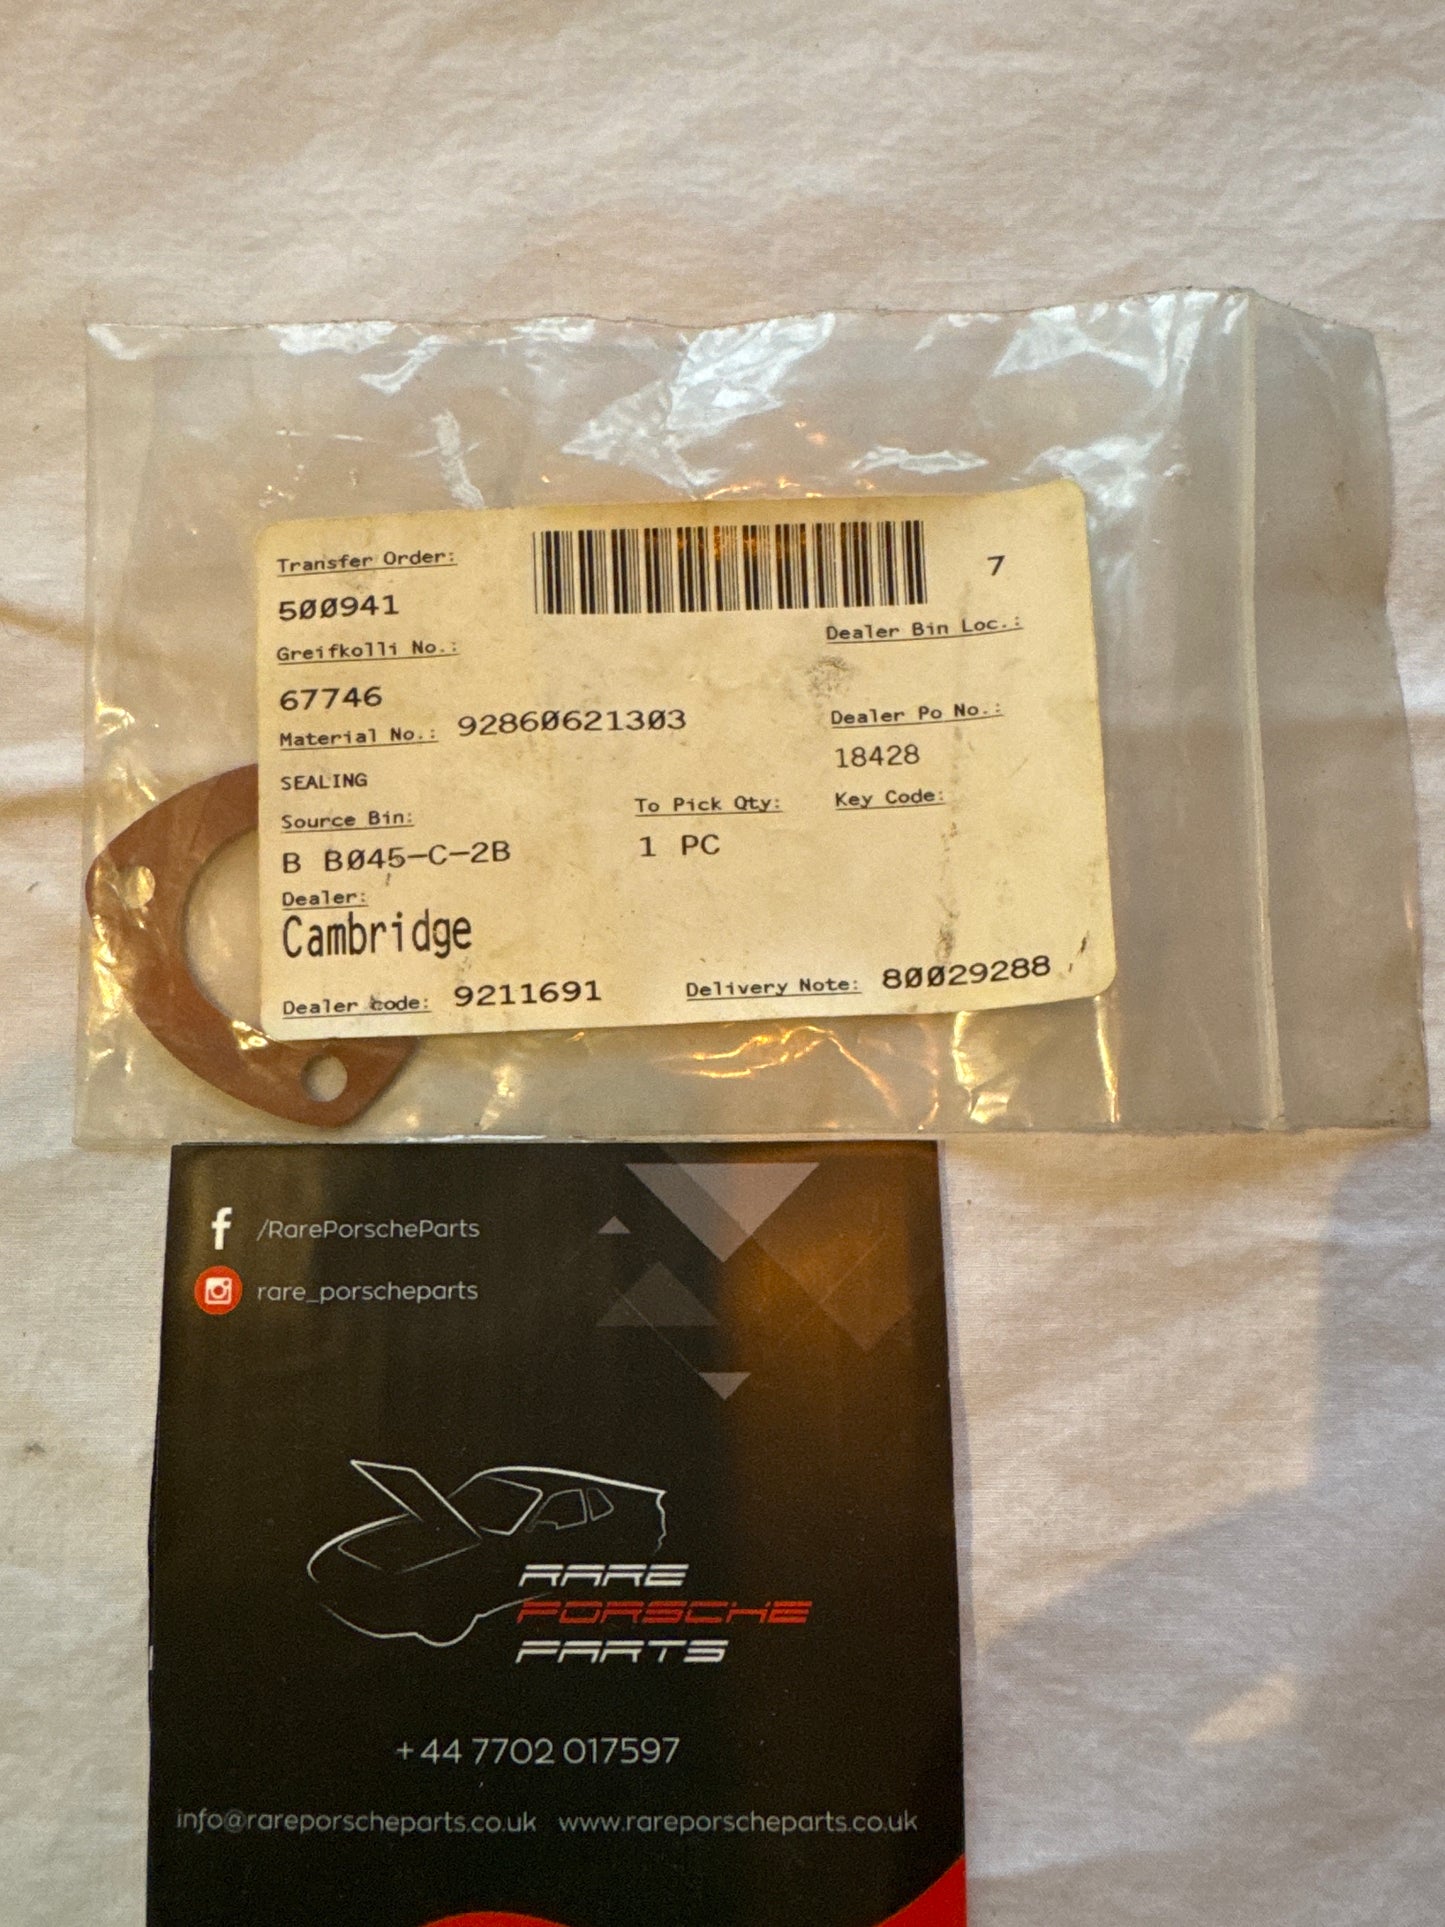 Transfer Order:
7
500941
Dealer Bin Loc.:
Greifkolli No.:
67746
Material No.: 92860621303
Dealer Po No.:
18428
SEALING
To Pick Qty:
Key Code:
Source Bin:
B B045-C-2B
1 PC
Dealer:
Cambridge
Dealer code: 9211691
Delivery Note: 80029288
f /RarePorscheParts
rare_porscheparts
RARE
PORSCHE
PARTS
+44 7702 017597
info@rareporscheparts.co.uk www.rareporscheparts.co.uk